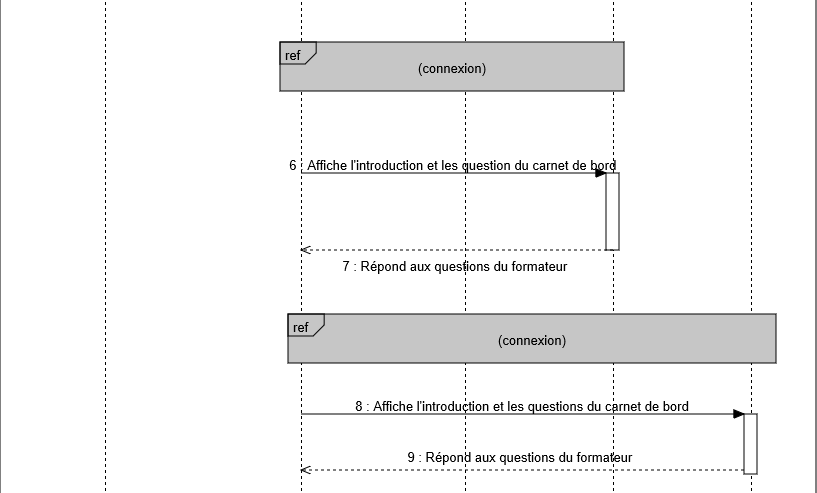 ref
(connexion)
6 : Affiche l'introduction et les question du carnet de bord
7 : Répond aux questions du formateur
ref
(connexion)
8 : Affiche l'introduction et les questions du carnet de bord
9 : Répond aux questions du formateur